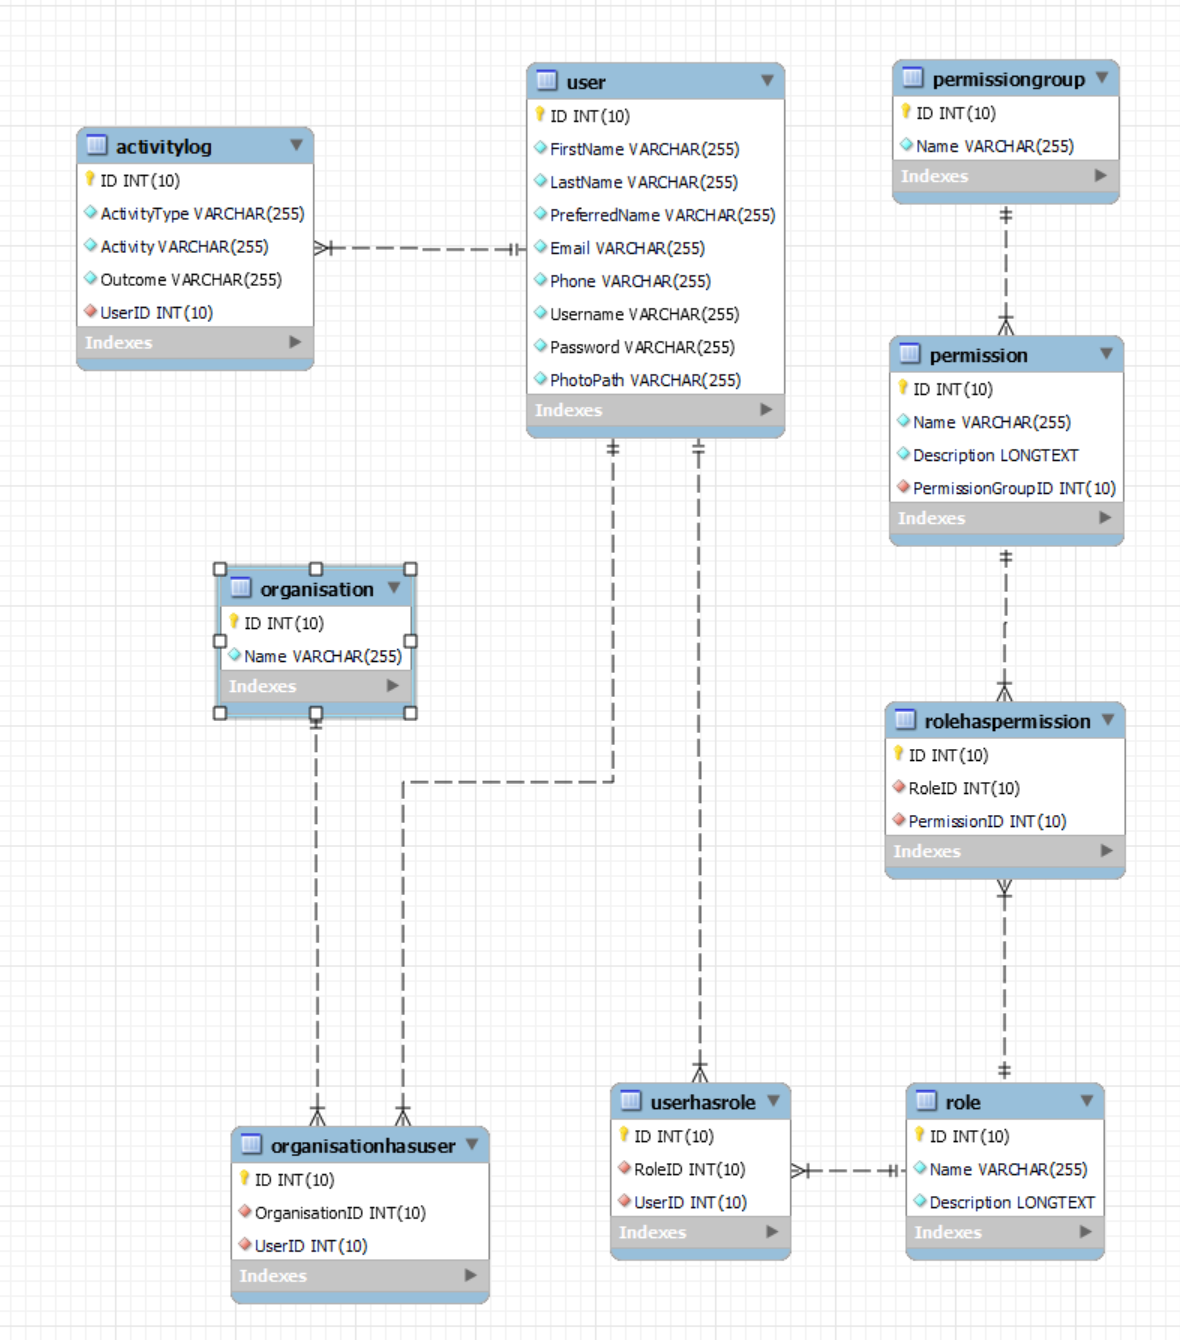 activitylog
ID INT(10)
ActivityType VARCHAR(255)
Activity VARCHAR(255)
Outcome VARCHAR(255)
UserID INT(10)
Indexes
user
ID INT(10)
FirstName VARCHAR(255)
LastName VARCHAR(255)
PreferredName VARCHAR(255)
Email VARCHAR(255)
Phone VARCHAR(255)
Username VARCHAR(255)
Password VARCHAR(255)
PhotoPath VARCHAR(255)
Indexes
permissiongroup
ID INT(10)
Name VARCHAR(255)
Indexes
permission
ID INT(10)
Name VARCHAR(255)
Description LONGTEXT
PermissionGroupID INT(10)
Indexes
organisation
ID INT(10)
Name VARCHAR(255)
Indexes
rolehaspermission
ID INT(10)
RoleID INT(10)
PermissionID INT(10)
Indexes
organisationhasuser
ID INT(10)
OrganisationID INT(10)
UserID INT(10)
Indexes
userhasrole
ID INT(10)
RoleID INT(10)
UserID INT(10)
Indexes
role
ID INT(10)
Name VARCHAR(255)
Description LONGTEXT
Indexes